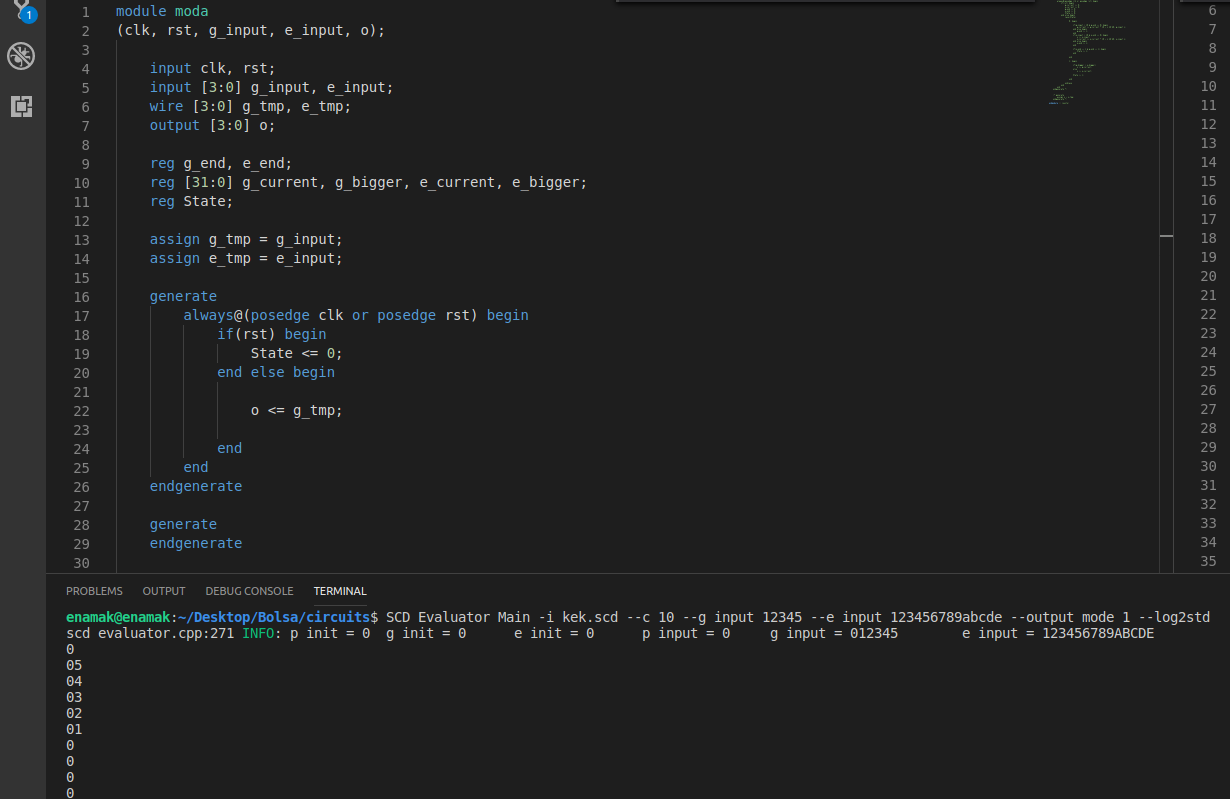 1
module moda
(clk, rst, g_input, e_input, o);
input clk, rst;
input [3:0] g_input, e_input;
wire [3:0] g_tmp, e_tmp;
output [3:0] o;
reg g_end, e_end;
reg [31:0] g_current, g_bigger, e_current, e_bigger;
reg State;
assign g_tmp = g_input;
assign e_tmp = e_input;
generate
always@(posedge clk or posedge rst) begin
if(rst) begin
State <= 0;
end else begin
o <= g_tmp;
end
end
endgenerate
generate
endgenerate
1
2
3
4
5
6
7
8
9
10
11
12
13
14
15
16
17
18
19
20
21
22
23
24
25
26
27
28
29
30
6
7
8
9
10
11
12
13
14
15
16
17
18
19
20
21
22
23
24
25
26
27
28
29
30
31
32
33
34
35
PROBLEMS OUTPUT DEBUG CONSOLE TERMINAL
enamak@enamak:~/Desktop/Bolsa/circuits$ SCD Evaluator Main -i kek.scd --c 10 --g input 12345 --e input 123456789abcde --output mode 1 --log2std
scd evaluator.cpp:271 INFO: p init = 0 g init = 0 e init = 0 p input = 0 g input = 012345 e input = 123456789ABCDE
0
05
04
03
02
01
0
0
0
0